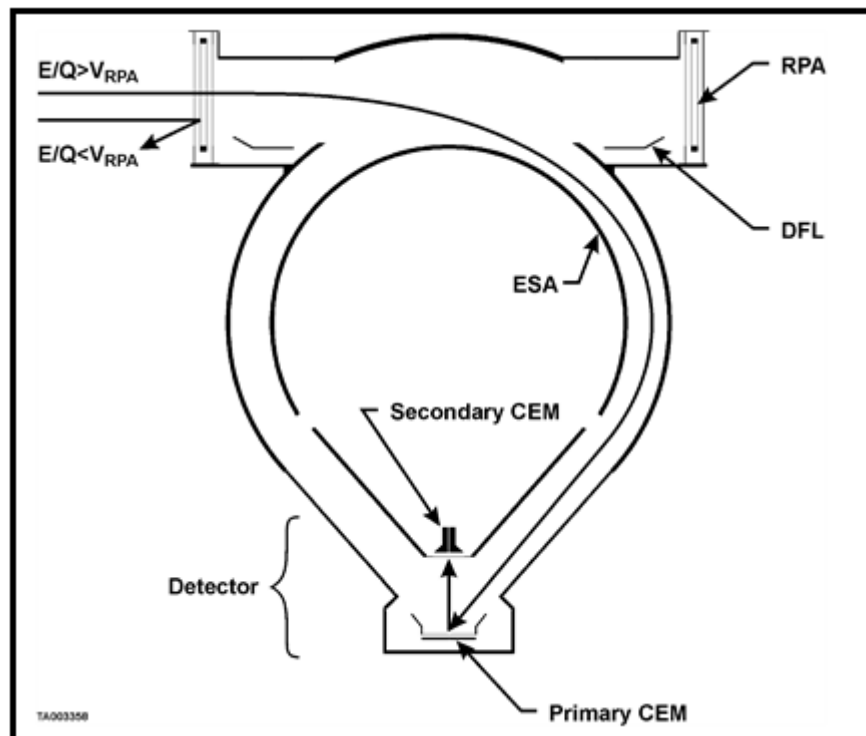 E/Q>V_RPA
RPA
E/Q<V_RPA
DFL
ESA
Secondary CEM
Detector
Primary CEM
TA003358